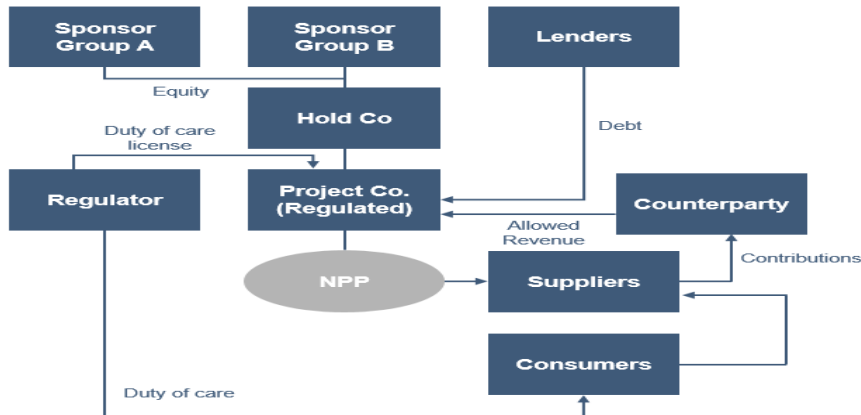 Sponsor
Group A
Sponsor
Group B
Lenders
Equity
Hold Co
Debt
Duty of care
license
Regulator
Project Co.
(Regulated)
Counterparty
Allowed
Revenue
Contributions
NPP
Suppliers
Consumers
Duty of care